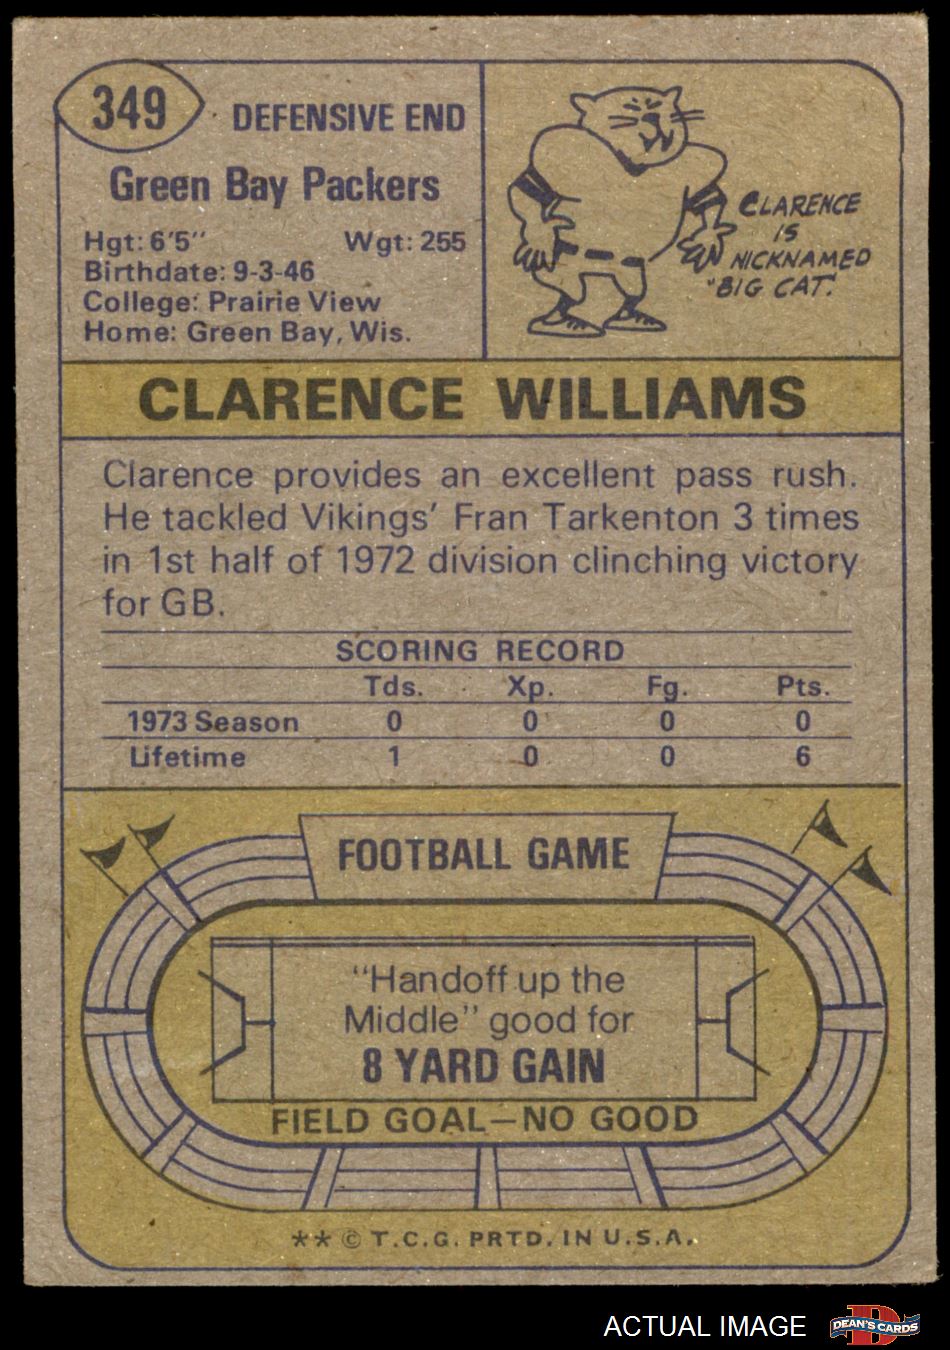 349
DEFENSIVE END
Green Bay Packers
Hgt: 6'5" Wgt: 255
Birthdate: 9-3-46
College: Prairie View
Home: Green Bay, Wis.
CLARENCE
IS
NICKNAMED
"BIG CAT."
CLARENCE WILLIAMS
Clarence provides an excellent pass rush.
He tackled Vikings' Fran Tarkenton 3 times
in 1st half of 1972 division clinching victory
for GB.
SCORING RECORD
Tds. Xp. Fg. Pts.
1973 Season 0 0 0 0
Lifetime 1 0 0 6
FOOTBALL GAME
"Handoff up the
Middle" good for
8 YARD GAIN
FIELD GOAL—NO GOOD
** © T.C.G. PRTD. IN U.S.A.
ACTUAL IMAGE
D
DEAN'S CARDS